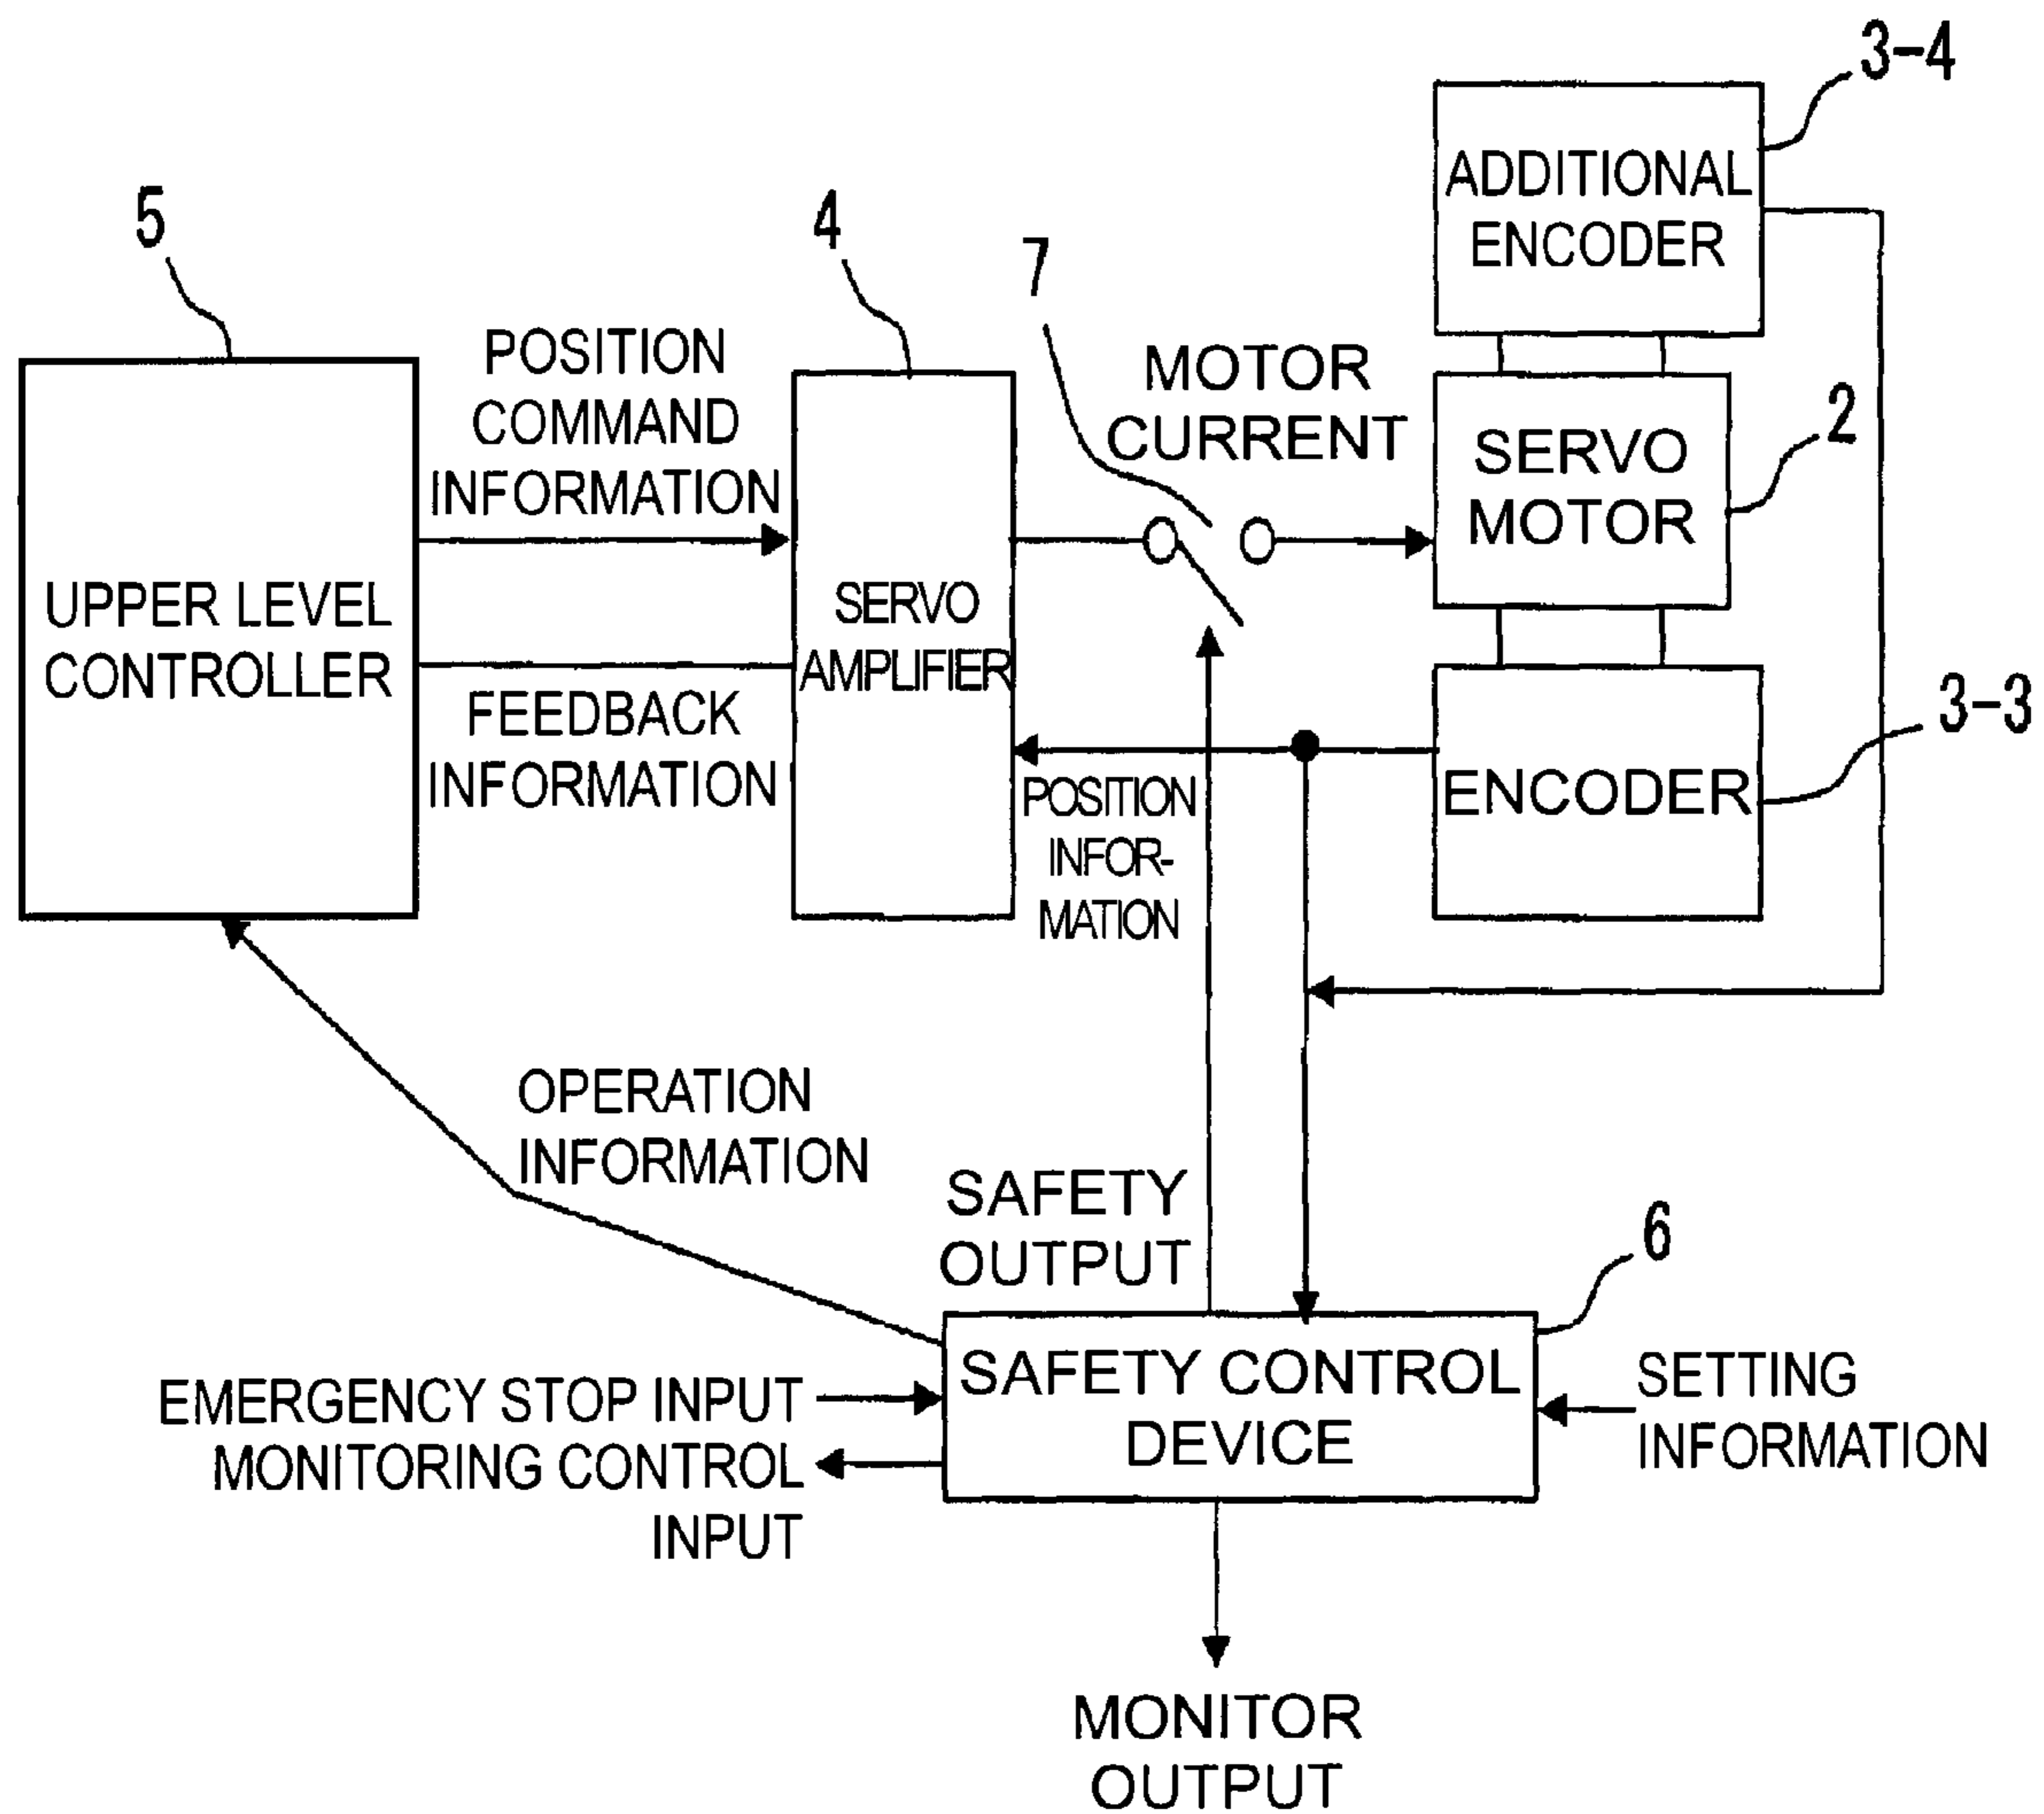 3-4
ADDITIONAL
ENCODER
5
4
7
POSITION
COMMAND
INFORMATION
MOTOR
CURRENT
2
SERVO
MOTOR
UPPER LEVEL
CONTROLLER
SERVO
AMPLIFIER
FEEDBACK
INFORMATION
3-3
ENCODER
POSITION
INFOR-
MATION
OPERATION
INFORMATION
SAFETY
OUTPUT
6
SAFETY CONTROL
DEVICE
SETTING
INFORMATION
EMERGENCY STOP INPUT
MONITORING CONTROL
INPUT
MONITOR
OUTPUT